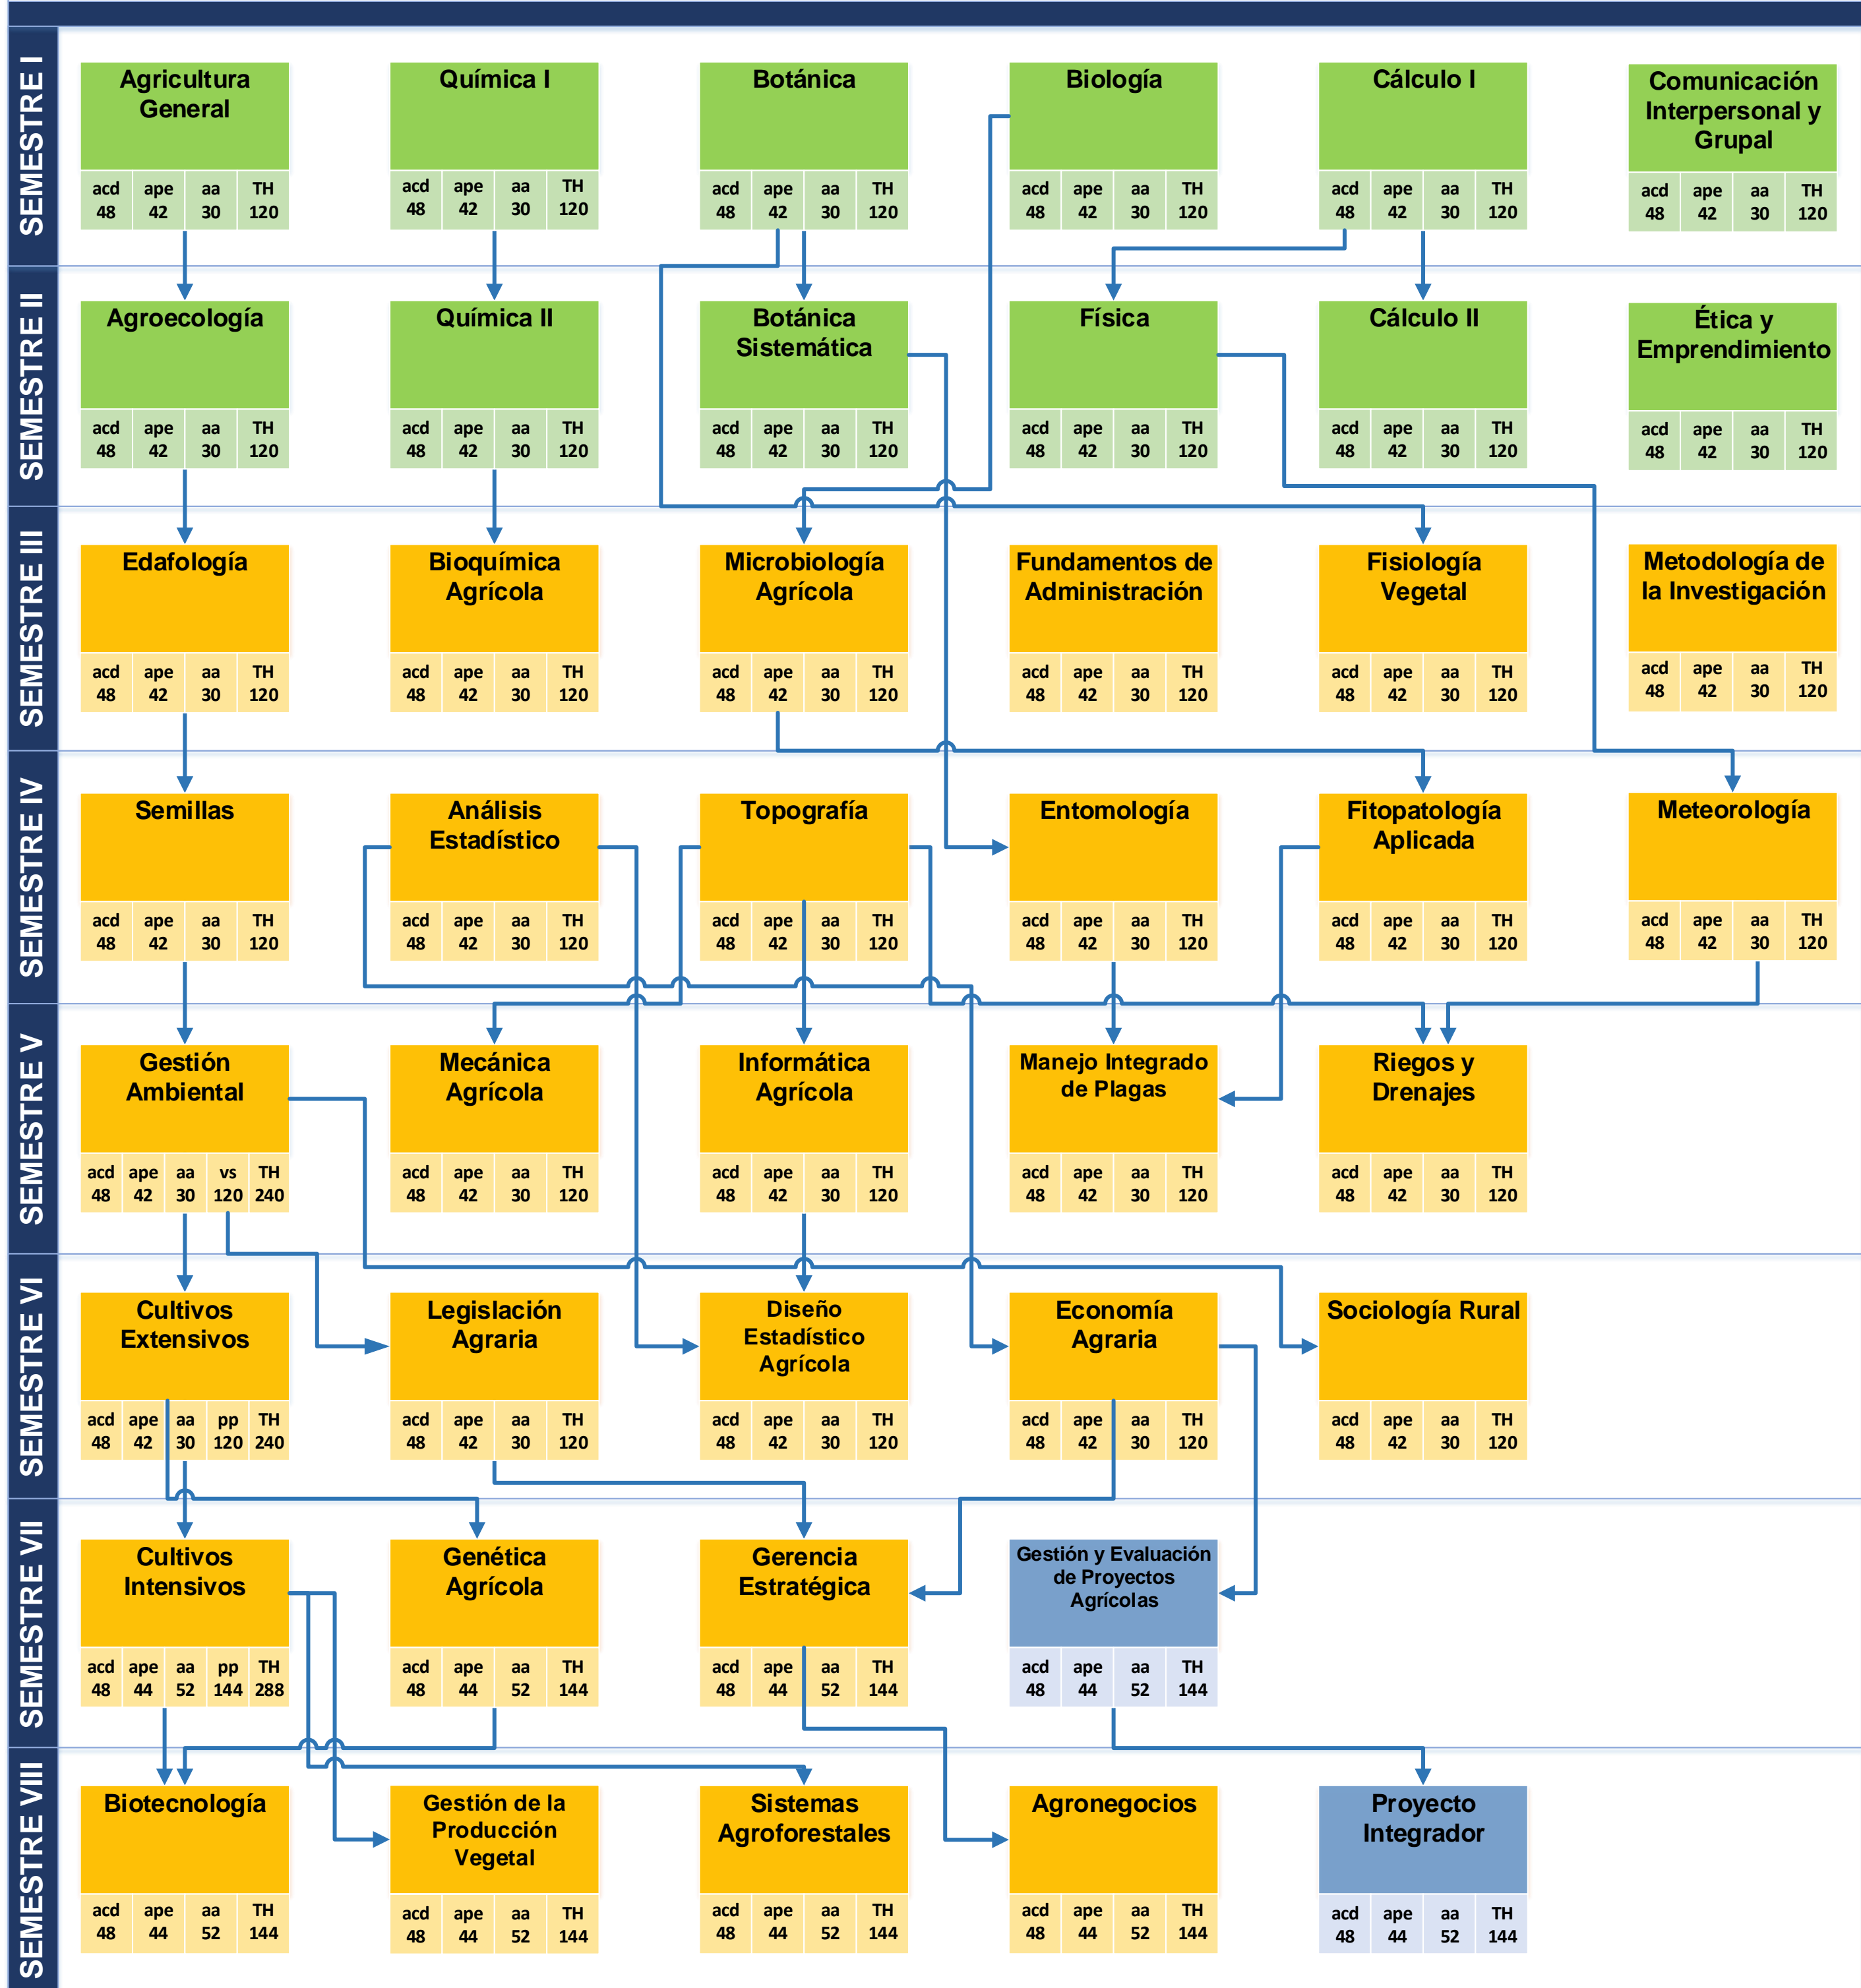 SEMESTRE I
Agricultura
General
acd ape aa TH
48 42 30 120
Química I
acd ape aa TH
48 42 30 120
Botánica
acd ape aa TH
48 42 30 120
Biología
acd ape aa TH
48 42 30 120
Cálculo I
acd ape aa TH
48 42 30 120
Comunicación
Interpersonal y
Grupal
acd ape aa TH
48 42 30 120
SEMESTRE II
Agroecología
acd ape aa TH
48 42 30 120
Química II
acd ape aa TH
48 42 30 120
Botánica
Sistemática
acd ape aa TH
48 42 30 120
Física
acd ape aa TH
48 42 30 120
Cálculo II
acd ape aa TH
48 42 30 120
Ética y
Emprendimiento
acd ape aa TH
48 42 30 120
SEMESTRE III
Edafología
acd ape aa TH
48 42 30 120
Bioquímica
Agrícola
acd ape aa TH
48 42 30 120
Microbiología
Agrícola
acd ape aa TH
48 42 30 120
Fundamentos de
Administración
acd ape aa TH
48 42 30 120
Fisiología
Vegetal
acd ape aa TH
48 42 30 120
Metodología de
la Investigación
acd ape aa TH
48 42 30 120
SEMESTRE IV
Semillas
acd ape aa TH
48 42 30 120
Análisis
Estadístico
acd ape aa TH
48 42 30 120
Topografía
acd ape aa TH
48 42 30 120
Entomología
acd ape aa TH
48 42 30 120
Fitopatología
Aplicada
acd ape aa TH
48 42 30 120
Meteorología
acd ape aa TH
48 42 30 120
SEMESTRE V
Gestión
Ambiental
acd ape aa vs TH
48 42 30 120 240
Mecánica
Agrícola
acd ape aa TH
48 42 30 120
Informática
Agrícola
acd ape aa TH
48 42 30 120
Manejo Integrado
de Plagas
acd ape aa TH
48 42 30 120
Riegos y
Drenajes
acd ape aa TH
48 42 30 120
SEMESTRE VI
Cultivos
Extensivos
acd ape aa pp TH
48 42 30 120 240
Legislación
Agraria
acd ape aa TH
48 42 30 120
Diseño
Estadístico
Agrícola
acd ape aa TH
48 42 30 120
Economía
Agraria
acd ape aa TH
48 42 30 120
Sociología Rural
acd ape aa TH
48 42 30 120
SEMESTRE VII
Cultivos
Intensivos
acd ape aa pp TH
48 44 52 144 288
Genética
Agrícola
acd ape aa TH
48 44 52 144
Gerencia
Estratégica
acd ape aa TH
48 44 52 144
Gestión y Evaluación
de Proyectos
Agrícolas
acd ape aa TH
48 44 52 144
SEMESTRE VIII
Biotecnología
acd ape aa TH
48 44 52 144
Gestión de la
Producción
Vegetal
acd ape aa TH
48 44 52 144
Sistemas
Agroforestales
acd ape aa TH
48 44 52 144
Agronegocios
acd ape aa TH
48 44 52 144
Proyecto
Integrador
acd ape aa TH
48 44 52 144